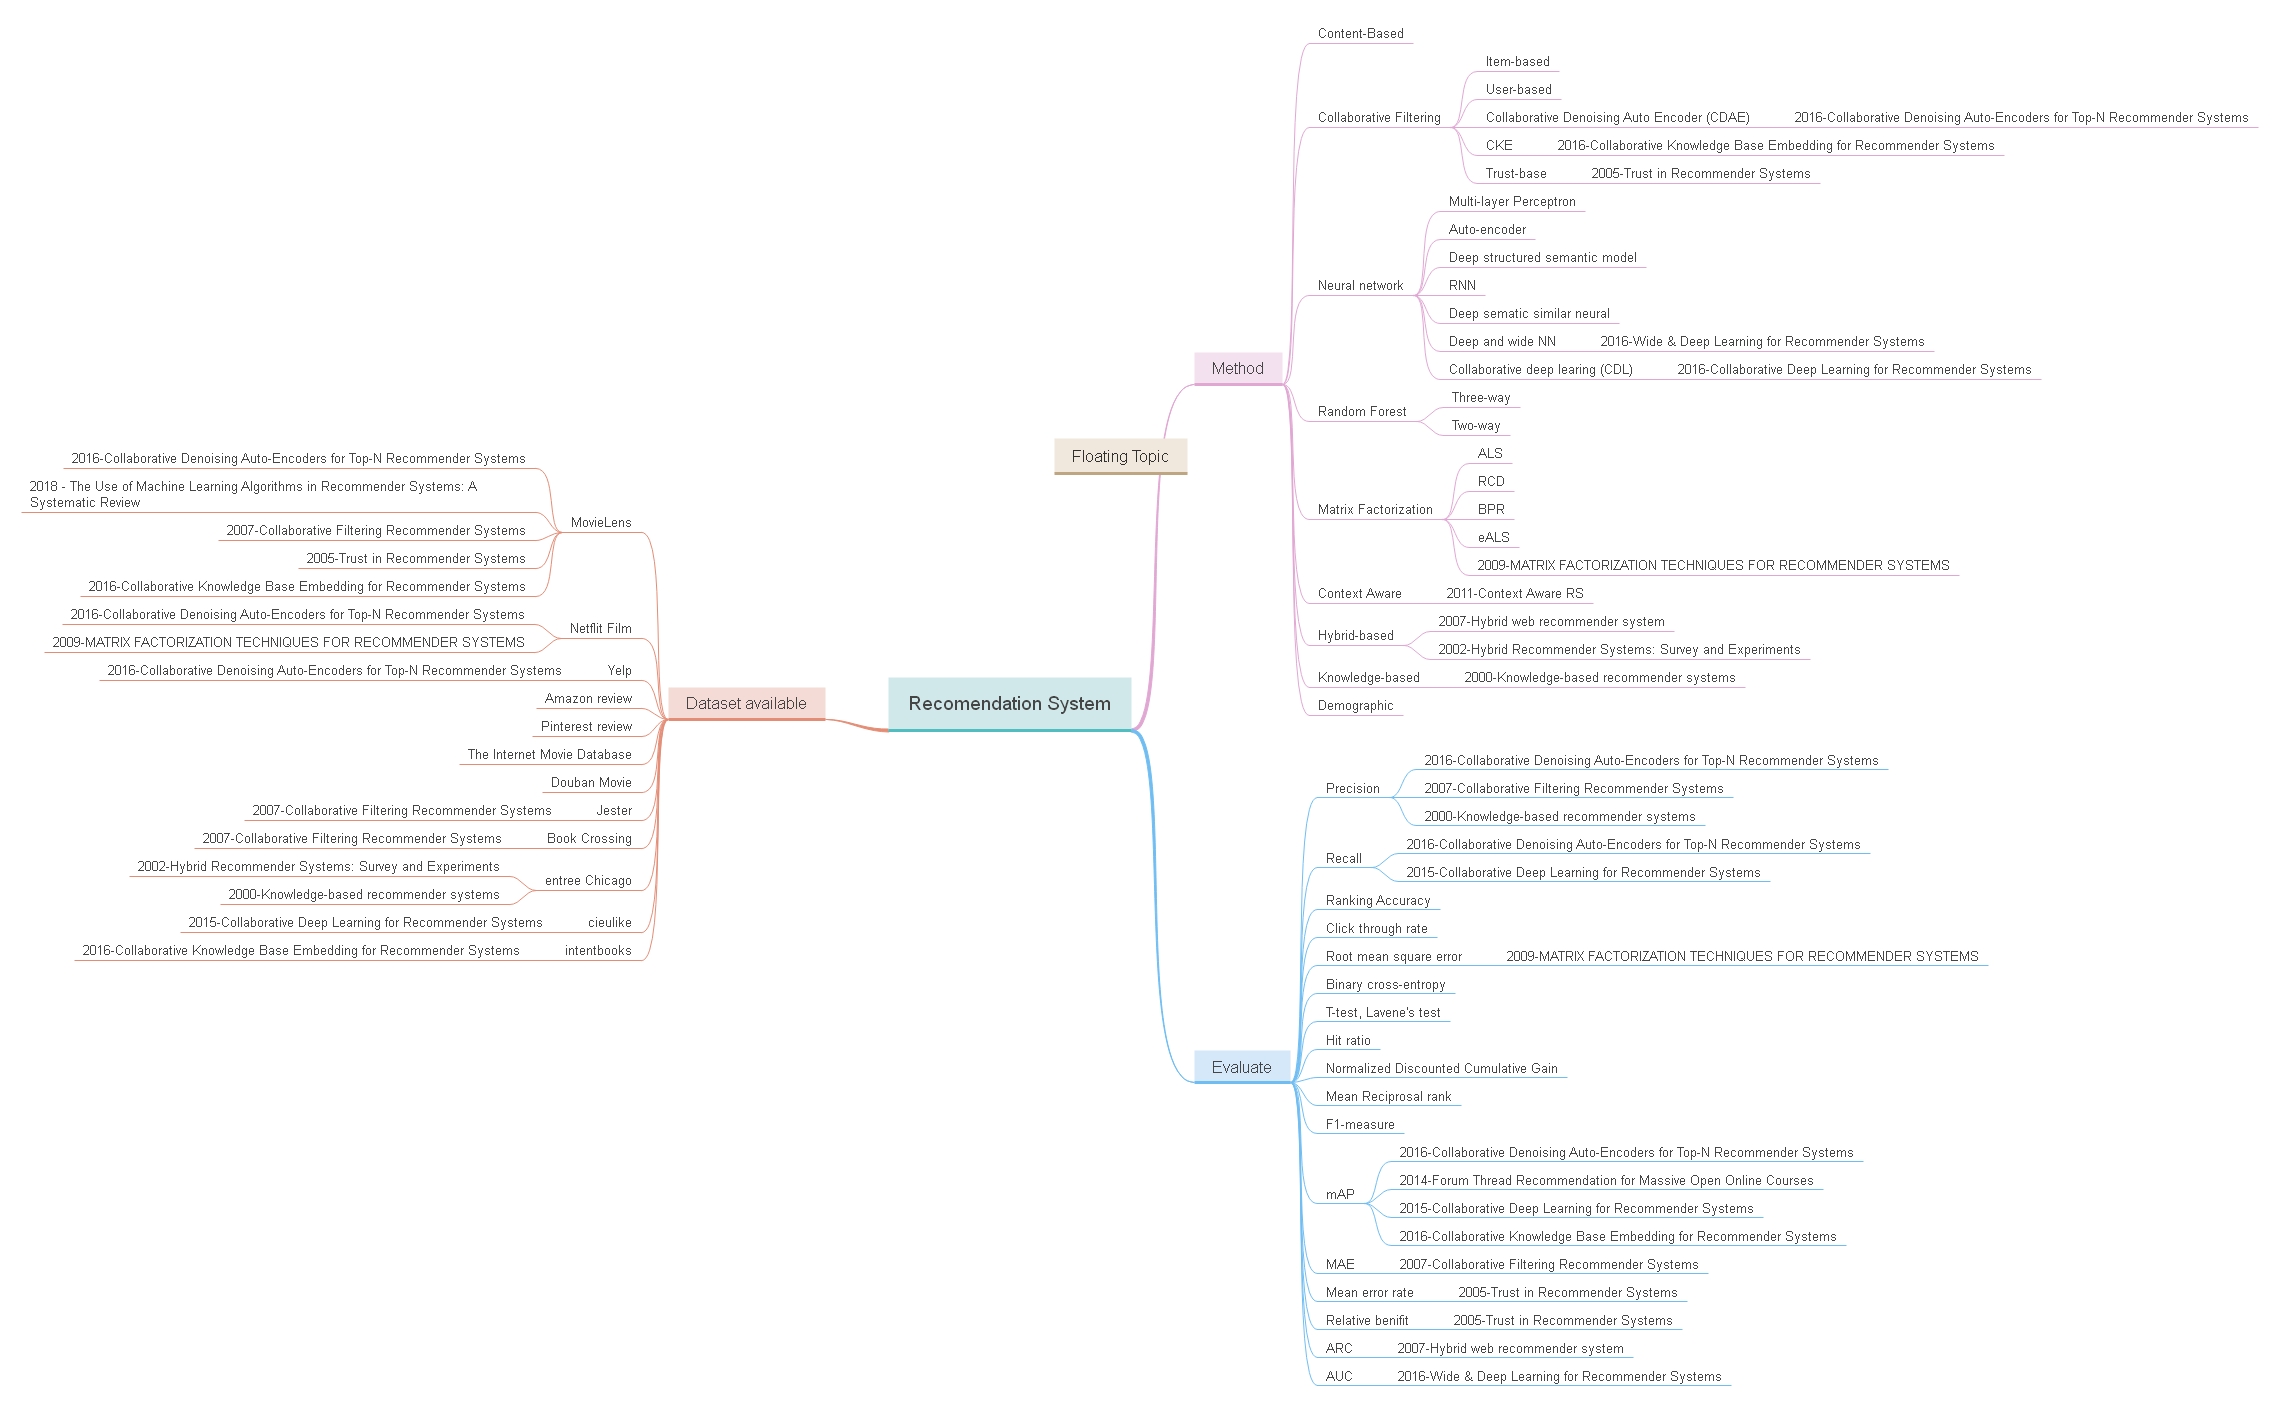 Recomendation System
Floating Topic
Method
Content-Based
Collaborative Filtering
Item-based
User-based
Collaborative Denoising Auto Encoder (CDAE)
2016-Collaborative Denoising Auto-Encoders for Top-N Recommender Systems
CKE
2016-Collaborative Knowledge Base Embedding for Recommender Systems
Trust-base
2005-Trust in Recommender Systems
Neural network
Multi-layer Perceptron
Auto-encoder
Deep structured semantic model
RNN
Deep sematic similar neural
Deep and wide NN
2016-Wide & Deep Learning for Recommender Systems
Collaborative deep learing (CDL)
2016-Collaborative Deep Learning for Recommender Systems
Random Forest
Three-way
Two-way
Matrix Factorization
ALS
RCD
BPR
eALS
2009-MATRIX FACTORIZATION TECHNIQUES FOR RECOMMENDER SYSTEMS
Context Aware
2011-Context Aware RS
Hybrid-based
2007-Hybrid web recommender system
2002-Hybrid Recommender Systems: Survey and Experiments
Knowledge-based
2000-Knowledge-based recommender systems
Demographic
Evaluate
Precision
2016-Collaborative Denoising Auto-Encoders for Top-N Recommender Systems
2007-Collaborative Filtering Recommender Systems
2000-Knowledge-based recommender systems
Recall
2016-Collaborative Denoising Auto-Encoders for Top-N Recommender Systems
2015-Collaborative Deep Learning for Recommender Systems
Ranking Accuracy
Click through rate
Root mean square error
2009-MATRIX FACTORIZATION TECHNIQUES FOR RECOMMENDER SYSTEMS
Binary cross-entropy
T-test, Lavene's test
Hit ratio
Normalized Discounted Cumulative Gain
Mean Reciprosal rank
F1-measure
mAP
2016-Collaborative Denoising Auto-Encoders for Top-N Recommender Systems
2014-Forum Thread Recommendation for Massive Open Online Courses
2015-Collaborative Deep Learning for Recommender Systems
2016-Collaborative Knowledge Base Embedding for Recommender Systems
MAE
2007-Collaborative Filtering Recommender Systems
Mean error rate
2005-Trust in Recommender Systems
Relative benifit
2005-Trust in Recommender Systems
ARC
2007-Hybrid web recommender system
AUC
2016-Wide & Deep Learning for Recommender Systems
Dataset available
MovieLens
2016-Collaborative Denoising Auto-Encoders for Top-N Recommender Systems
2018 - The Use of Machine Learning Algorithms in Recommender Systems: A
Systematic Review
2007-Collaborative Filtering Recommender Systems
2005-Trust in Recommender Systems
2016-Collaborative Knowledge Base Embedding for Recommender Systems
Netflit Film
2016-Collaborative Denoising Auto-Encoders for Top-N Recommender Systems
2009-MATRIX FACTORIZATION TECHNIQUES FOR RECOMMENDER SYSTEMS
Yelp
2016-Collaborative Denoising Auto-Encoders for Top-N Recommender Systems
Amazon review
Pinterest review
The Internet Movie Database
Douban Movie
Jester
2007-Collaborative Filtering Recommender Systems
Book Crossing
2007-Collaborative Filtering Recommender Systems
entree Chicago
2002-Hybrid Recommender Systems: Survey and Experiments
2000-Knowledge-based recommender systems
cieulike
2015-Collaborative Deep Learning for Recommender Systems
intentbooks
2016-Collaborative Knowledge Base Embedding for Recommender Systems